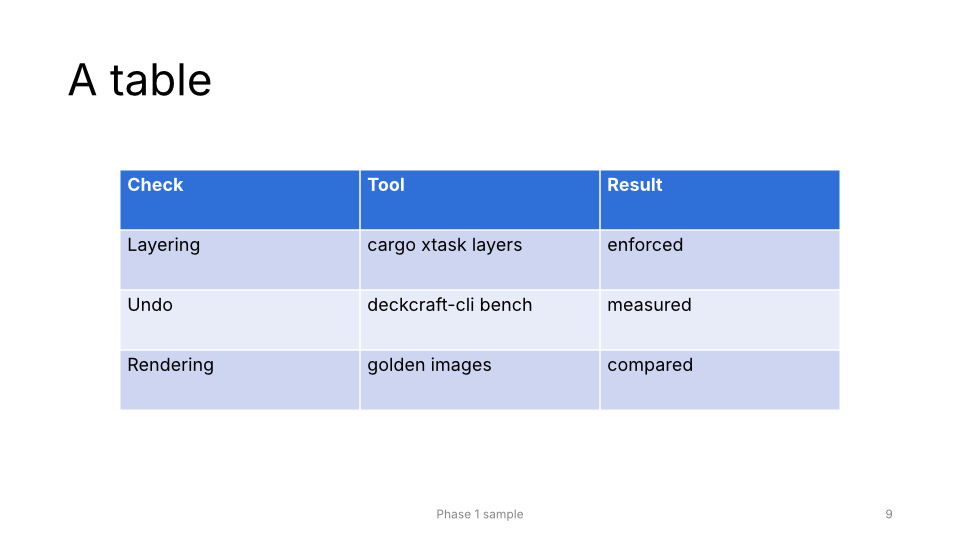 A table
Check Tool Result
Layering cargo xtask layers enforced
Undo deckcraft-cli bench measured
Rendering golden images compared
Phase 1 sample 9